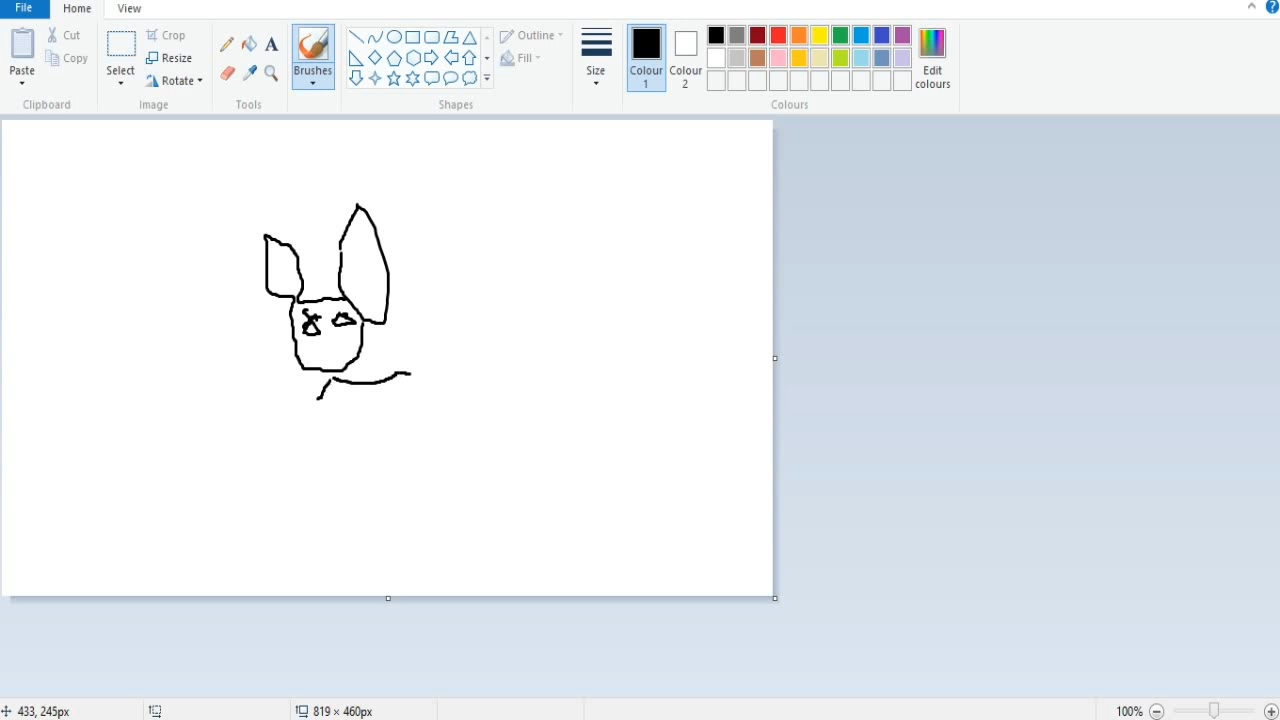 File Home View
Cut
Copy
Paste
Clipboard
Crop
Resize
Rotate
Select
Image
A
Tools
Brushes
Outline
Fill
Shapes
Size
Colour
1
Colour
2
Edit
colours
Colours
433, 245px
819 × 460px
100%